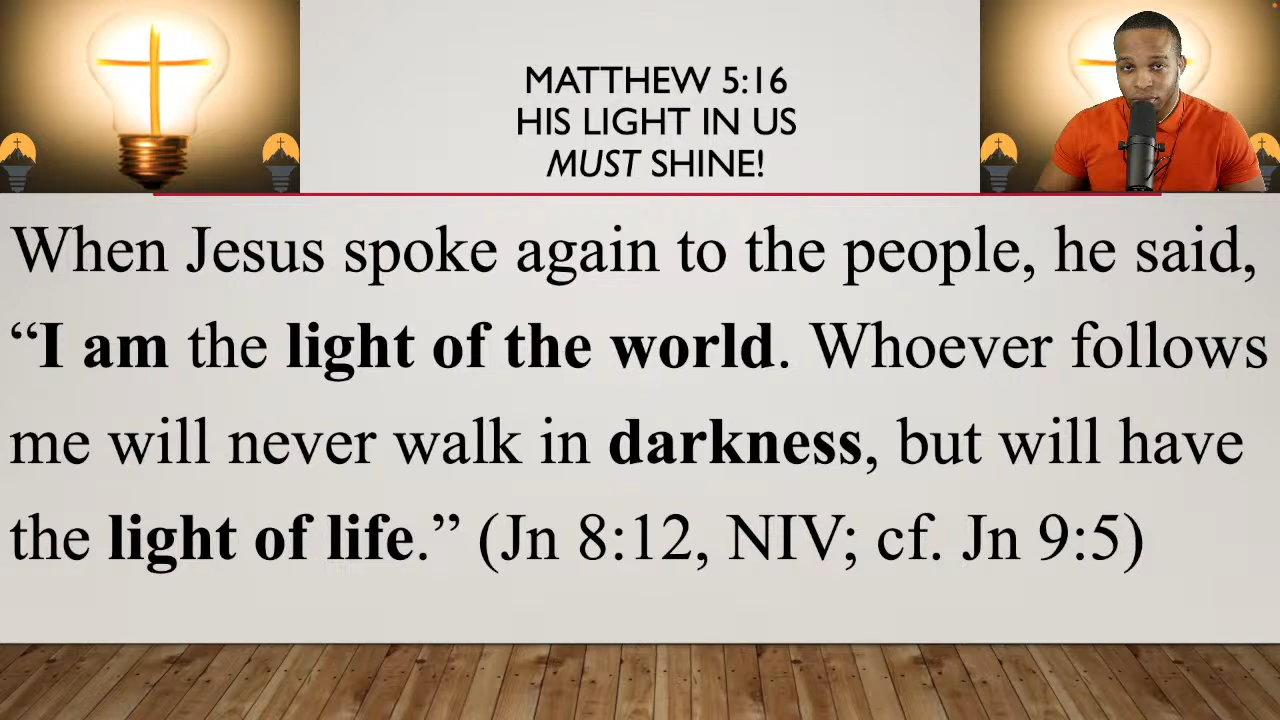 MATTHEW 5:16
HIS LIGHT IN US
MUST SHINE!
When Jesus spoke again to the people, he said,
“I am the light of the world. Whoever follows
me will never walk in darkness, but will have
the light of life.” (Jn 8:12, NIV; cf. Jn 9:5)